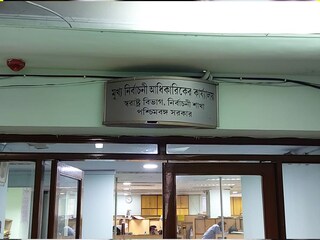 মুখ্য নির্বাচনী আধিকারিকের কার্যালয়
স্বরাষ্ট্র বিভাগ, নির্বাচনী শাখা
পশ্চিমবঙ্গ সরকার